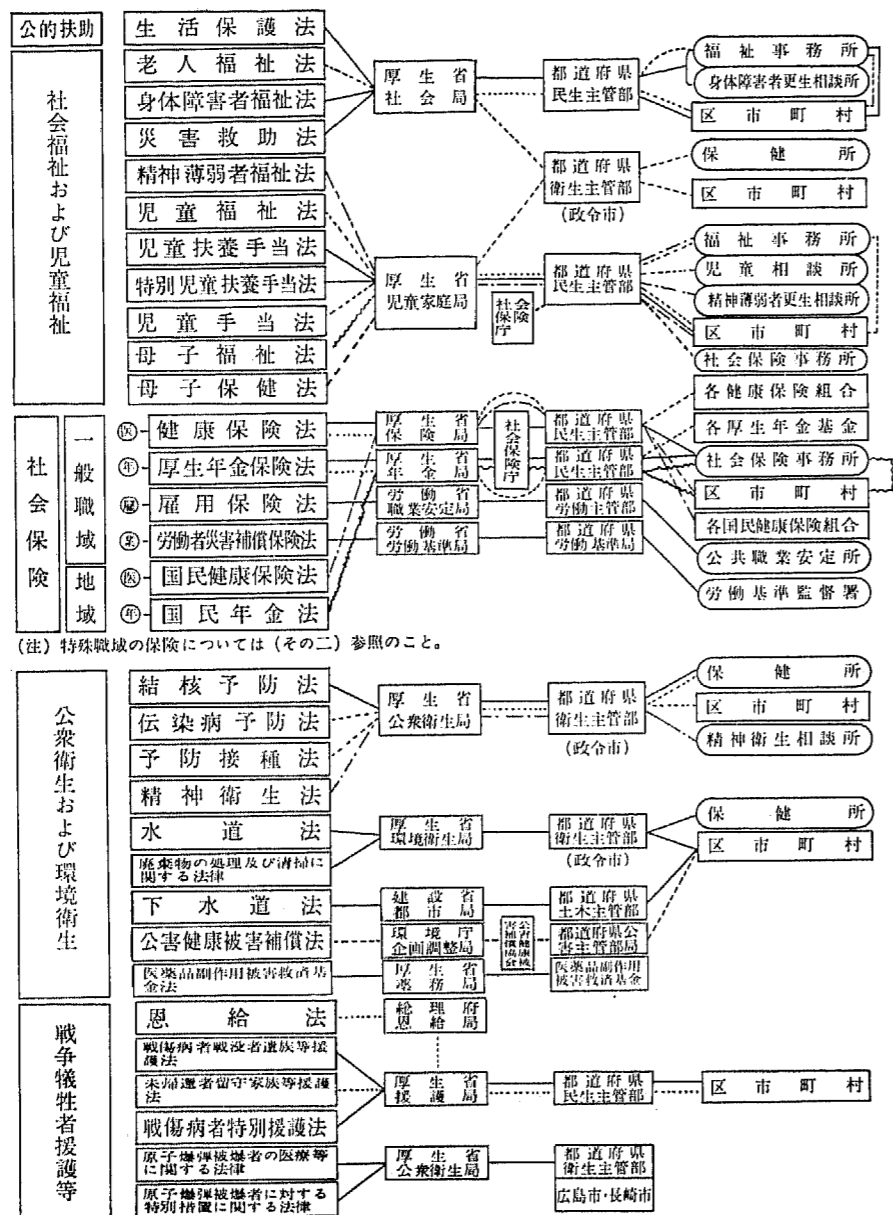 公的扶助
生活保護法
社会福祉および児童福祉
老人福祉法
身体障害者福祉法
災害救助法
精神薄弱者福祉法
児童福祉法
児童扶養手当法
特別児童扶養手当法
児童手当法
母子福祉法
母子保健法
厚生省
社会局
厚生省
児童家庭局
社会保険庁
都道府県
民生主管部
都道府県
衛生主管部
(政令市)
都道府県
民生主管部
福祉事務所
身体障害者更生相談所
区市町村
保健所
区市町村
福祉事務所
児童相談所
精神薄弱者更生相談所
区市町村
社会保険事務所
社会保険
一般職域
地域
医
健康保険法
年
厚生年金保険法
雇
雇用保険法
業
労働者災害補償保険法
医
国民健康保険法
年
国民年金法
厚生省
保険局
厚生省
年金局
労働省
職業安定局
労働省
労働基準局
社会保険庁
都道府県
民生主管部
都道府県
民生主管部
都道府県
労働主管部
都道府県
労働基準局
各健康保険組合
各厚生年金基金
社会保険事務所
区市町村
各国民健康保険組合
公共職業安定所
労働基準監督署
(注) 特殊職域の保険については(その二)参照のこと。
公衆衛生および環境衛生
結核予防法
伝染病予防法
予防接種法
精神衛生法
水道法
廃棄物の処理及び清掃に
関する法律
下水道法
公害健康被害補償法
医薬品副作用被害救済基
金法
厚生省
公衆衛生局
厚生省
環境衛生局
建設省
都市局
環境庁
企画調整局
厚生省
薬務局
公害健康被
害補償協会
都道府県
衛生主管部
(政令市)
都道府県
衛生主管部
(政令市)
都道府県
土木主管部
都道府県公
害主管部局
医薬品副作用
被害救済基金
保健所
区市町村
精神衛生相談所
保健所
区市町村
戦争犠牲者援護等
恩給法
戦傷病者戦没者遺族等援
護法
未帰還者留守家族等援護
法
戦傷病者特別援護法
原子爆弾被爆者の医療等
に関する法律
原子爆弾被爆者に対する
特別措置に関する法律
総理府
恩給局
厚生省
援護局
厚生省
公衆衛生局
都道府県
民生主管部
都道府県
衛生主管部
広島市・長崎市
区市町村